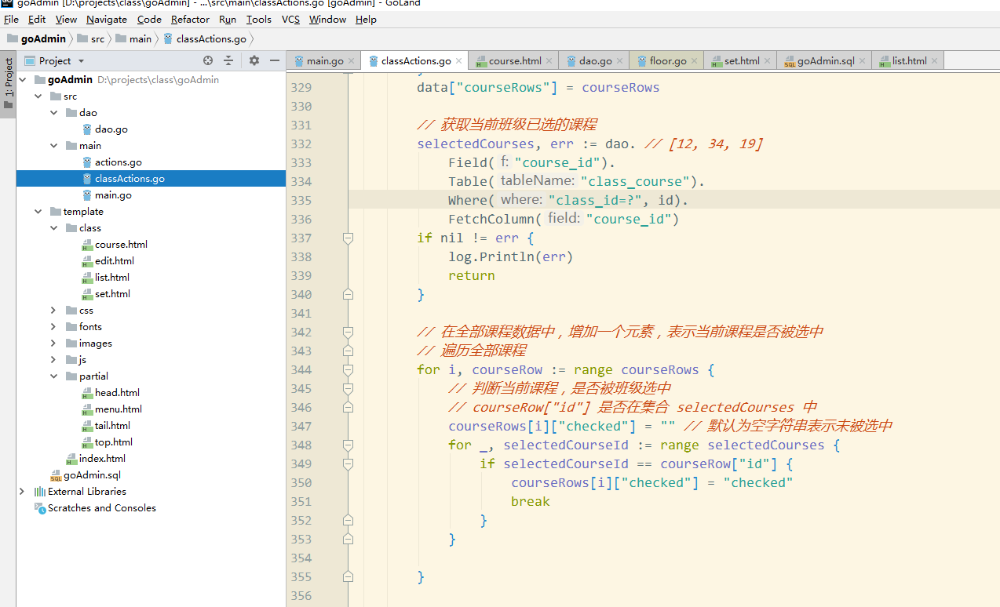 goAdmin [D:\projects\class\goAdmin] - ...\src\main\classActions.go [goAdmin] - GoLand
File Edit View Navigate Code Refactor Run Tools VCS Window Help
goAdmin src main classActions.go
1: Project
Project
goAdmin D:\projects\class\goAdmin
src
dao
dao.go
main
actions.go
classActions.go
main.go
template
class
course.html
edit.html
list.html
set.html
css
fonts
images
js
partial
head.html
menu.html
tail.html
top.html
index.html
goAdmin.sql
External Libraries
Scratches and Consoles
main.go classActions.go course.html dao.go floor.go set.html goAdmin.sql list.html
329 data["courseRows"] = courseRows
330
331 // 获取当前班级已选的课程
332 selectedCourses, err := dao. // [12, 34, 19]
333 Field( f: "course_id").
334 Table( tableName: "class_course").
335 Where( where: "class_id=?", id).
336 FetchColumn( field: "course_id")
337 if nil != err {
338 log.Println(err)
339 return
340 }
341
342 // 在全部课程数据中，增加一个元素，表示当前课程是否被选中
343 // 遍历全部课程
344 for i, courseRow := range courseRows {
345 // 判断当前课程，是否被班级选中
346 // courseRow["id"] 是否在集合 selectedCourses 中
347 courseRows[i]["checked"] = "" // 默认为空字符串表示未被选中
348 for _, selectedCourseId := range selectedCourses {
349 if selectedCourseId == courseRow["id"] {
350 courseRows[i]["checked"] = "checked"
351 break
352 }
353 }
354
355 }
356